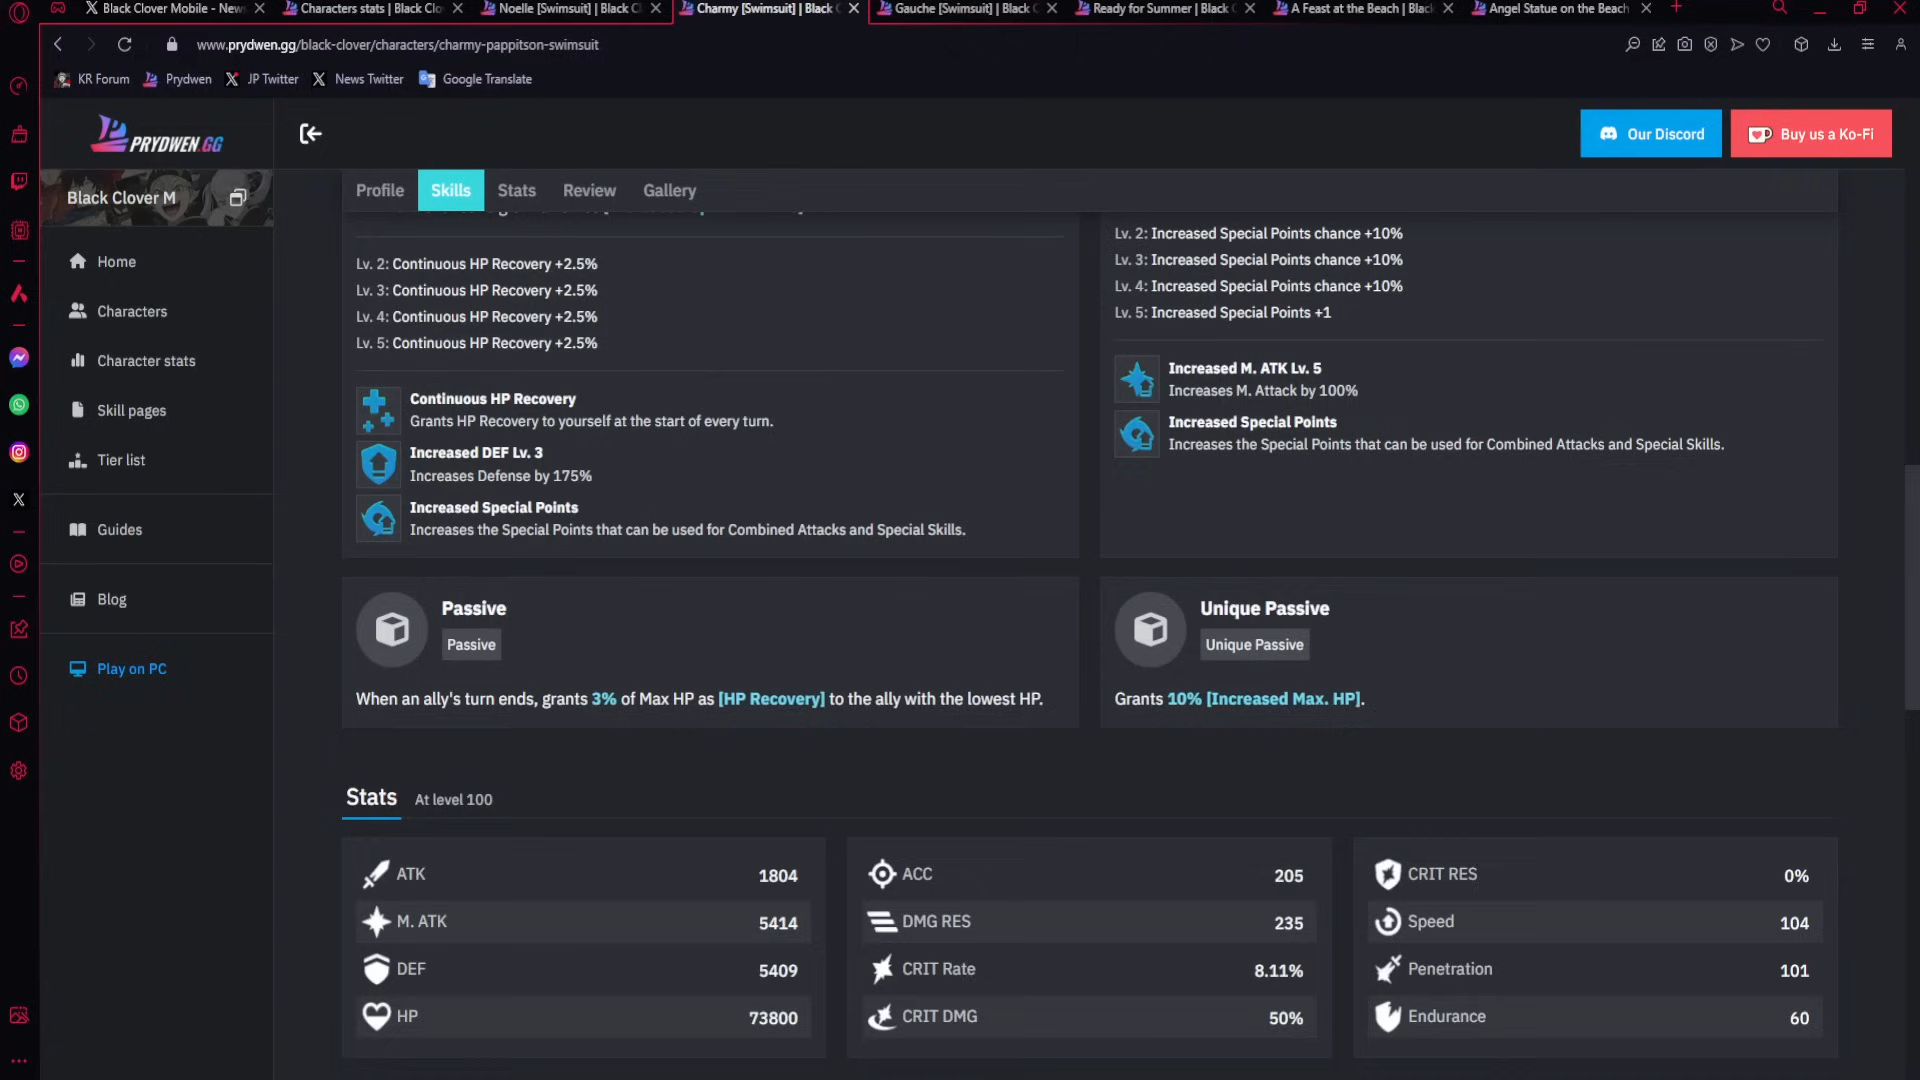 Black Clover Mobile - New
Characters stats | Black Clo
Noelle [Swimsuit] | Black C
Charmy [Swimsuit] | Black
Gauche [Swimsuit] | Black C
Ready for Summer | Black C
A Feast at the Beach | Black
Angel Statue on the Beach
www.prydwen.gg/black-clover/characters/charmy-pappitson-swimsuit
KR Forum
Prydwen
JP Twitter
News Twitter
Google Translate
PRYDWEN.GG
Our Discord
Buy us a Ko-Fi
Black Clover M
Profile
Skills
Stats
Review
Gallery
Home
Characters
Character stats
Skill pages
Tier list
Guides
Blog
Play on PC
Lv. 2: Continuous HP Recovery +2.5%
Lv. 3: Continuous HP Recovery +2.5%
Lv. 4: Continuous HP Recovery +2.5%
Lv. 5: Continuous HP Recovery +2.5%
Continuous HP Recovery
Grants HP Recovery to yourself at the start of every turn.
Increased DEF Lv. 3
Increases Defense by 175%
Increased Special Points
Increases the Special Points that can be used for Combined Attacks and Special Skills.
Lv. 2: Increased Special Points chance +10%
Lv. 3: Increased Special Points chance +10%
Lv. 4: Increased Special Points chance +10%
Lv. 5: Increased Special Points +1
Increased M. ATK Lv. 5
Increases M. Attack by 100%
Increased Special Points
Increases the Special Points that can be used for Combined Attacks and Special Skills.
Passive
Passive
When an ally's turn ends, grants 3% of Max HP as [HP Recovery] to the ally with the lowest HP.
Unique Passive
Unique Passive
Grants 10% [Increased Max. HP].
Stats At level 100
ATK 1804
M. ATK 5414
DEF 5409
HP 73800
ACC 205
DMG RES 235
CRIT Rate 8.11%
CRIT DMG 50%
CRIT RES 0%
Speed 104
Penetration 101
Endurance 60